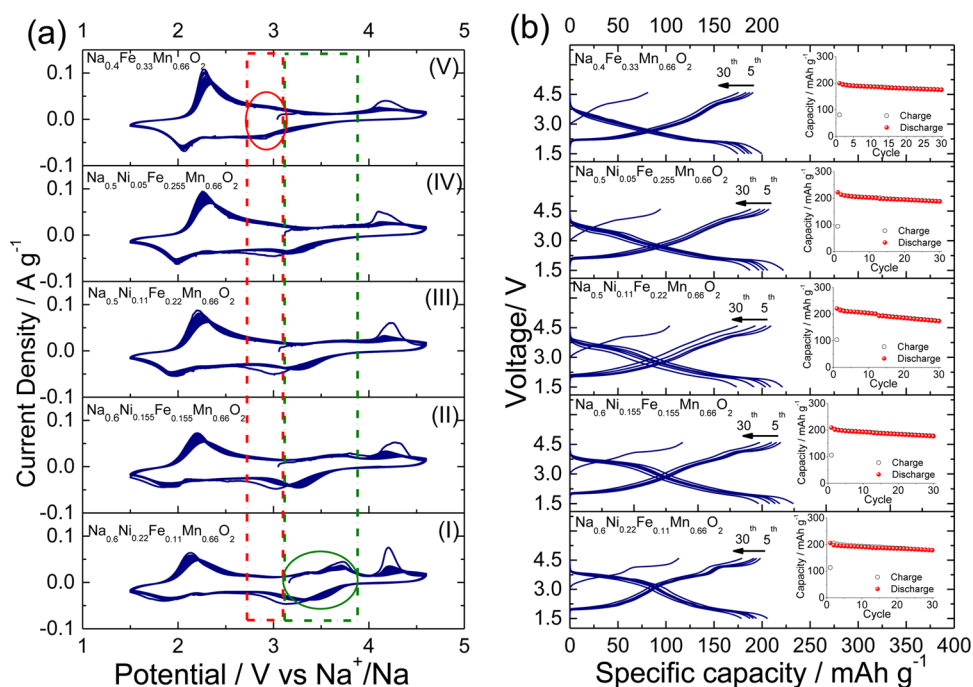 (a)
1 2 3 4 5
Na0.4Fe0.33Mn0.66O2
(V)
0.1
0.0
-0.1
Na0.5Ni0.05Fe0.255Mn0.66O2
(IV)
0.1
0.0
-0.1
Na0.5Ni0.11Fe0.22Mn0.66O2
(III)
0.1
0.0
-0.1
Na0.6Ni0.155Fe0.155Mn0.66O2
(II)
0.1
0.0
-0.1
Na0.6Ni0.22Fe0.11Mn0.66O2
(I)
0.1
0.0
-0.1
1 2 3 4 5
Current Density / A g-1
Potential / V vs Na+/Na
(b)
0 50 100 150 200
Na0.4Fe0.33Mn0.66O2
30th 5th
4.5
3.0
1.5
Capacity / mAh g-1
300
200
100
0
Charge
Discharge
1 5 10 15 20 25 30
Cycle
Na0.5Ni0.05Fe0.255Mn0.66O2
30th 5th
4.5
3.0
1.5
Capacity / mAh g-1
300
200
100
0
Charge
Discharge
0 10 20 30
Cycle
Na0.5Ni0.11Fe0.22Mn0.66O2
30th 5th
4.5
3.0
1.5
Capacity / mAh g-1
300
200
100
0
Charge
Discharge
0 10 20 30
Cycle
Na0.6Ni0.155Fe0.155Mn0.66O2
30th 5th
4.5
3.0
1.5
Capacity / mAh g-1
300
200
100
0
Charge
Discharge
0 10 20 30
Cycle
Na0.6Ni0.22Fe0.11Mn0.66O2
30th 5th
4.5
3.0
1.5
Capacity / mAh g-1
300
200
100
0
Charge
Discharge
0 10 20 30
Cycle
0 50 100 150 200 250 300 350 400
Voltage/ V
Specific capacity / mAh g-1